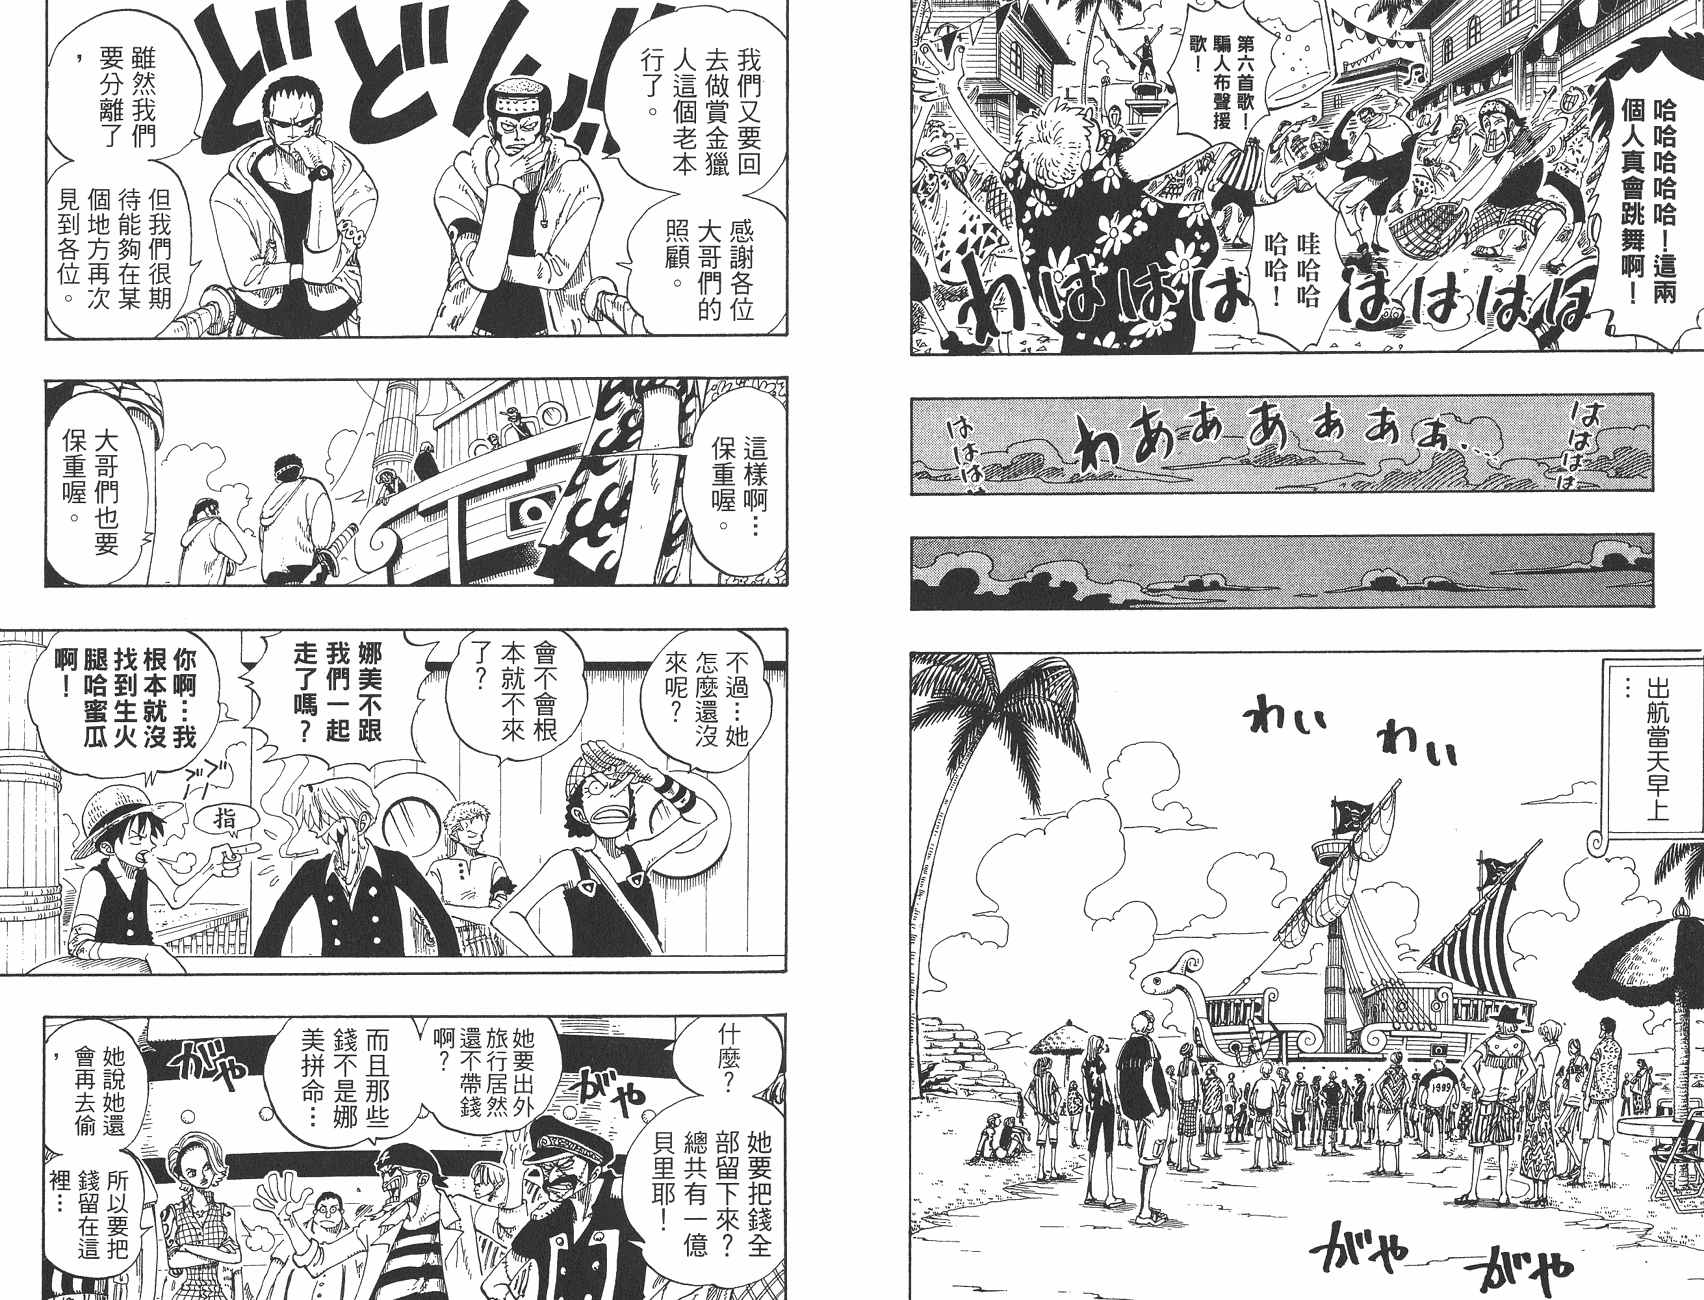 哈哈哈哈哈！這兩
個人真會跳舞啊！
第六首歌！
騙人布聲援
歌！
哇哈哈
哈哈！
わはははははははは
わあああああぁ…
はははは
はははは
出航當天早上
…
わい
わい
1989
がや
がや
どどん!!
我們又要回
去做賞金獵
人這個老本
行了。
感謝各位
大哥們的
照顧。
雖然我們
要分離了
，
但我們很期
待能夠在某
個地方再次
見到各位。
這樣啊…
保重喔。
大哥們也要
保重喔。
不過…她
怎麼還沒
來呢？
會不會根
本就不來
了？
娜美不跟
我們一起
走了嗎？
你啊…我
根本就沒
找到生火
腿哈蜜瓜
啊！
指
什麼？
她要把錢全
部留下來？
總共有一億
貝里耶！
她要出外
旅行居然
還不帶錢
啊？
而且那些
錢不是娜
美拼命…
她說她還
會再去偷
，
所以要把
錢留在這
裡…
がや
がや